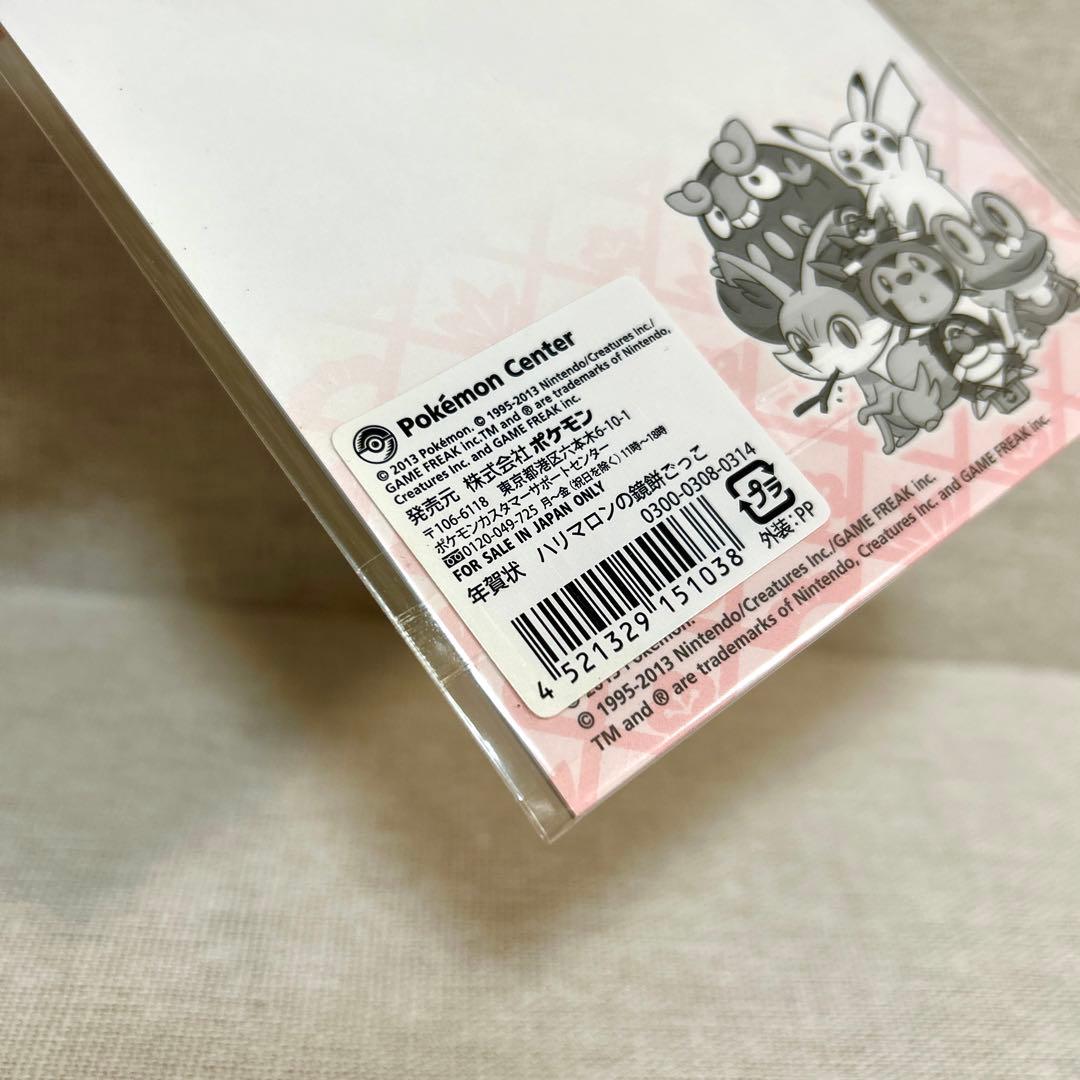 Pokémon Center
© 2013 Pokémon. © 1995-2013 Nintendo/Creatures Inc./
GAME FREAK inc.TM and ® are trademarks of Nintendo,
Creatures Inc. and GAME FREAK inc.
発売元 株式会社ポケモン
〒106-6118 東京都港区六本木6-10-1
ポケモンカスタマーサポートセンター
0120-049-725 月～金(祝日を除く)11時～18時
FOR SALE IN JAPAN ONLY
年賀状 ハリマロンの鏡餅ごっこ
0300-0308-0314
4 521329 151038
プラ
外装:PP
© 2013 Pokémon.
© 1995-2013 Nintendo/Creatures Inc./GAME FREAK inc.
TM and ® are trademarks of Nintendo, Creatures Inc. and GAME FREAK inc.